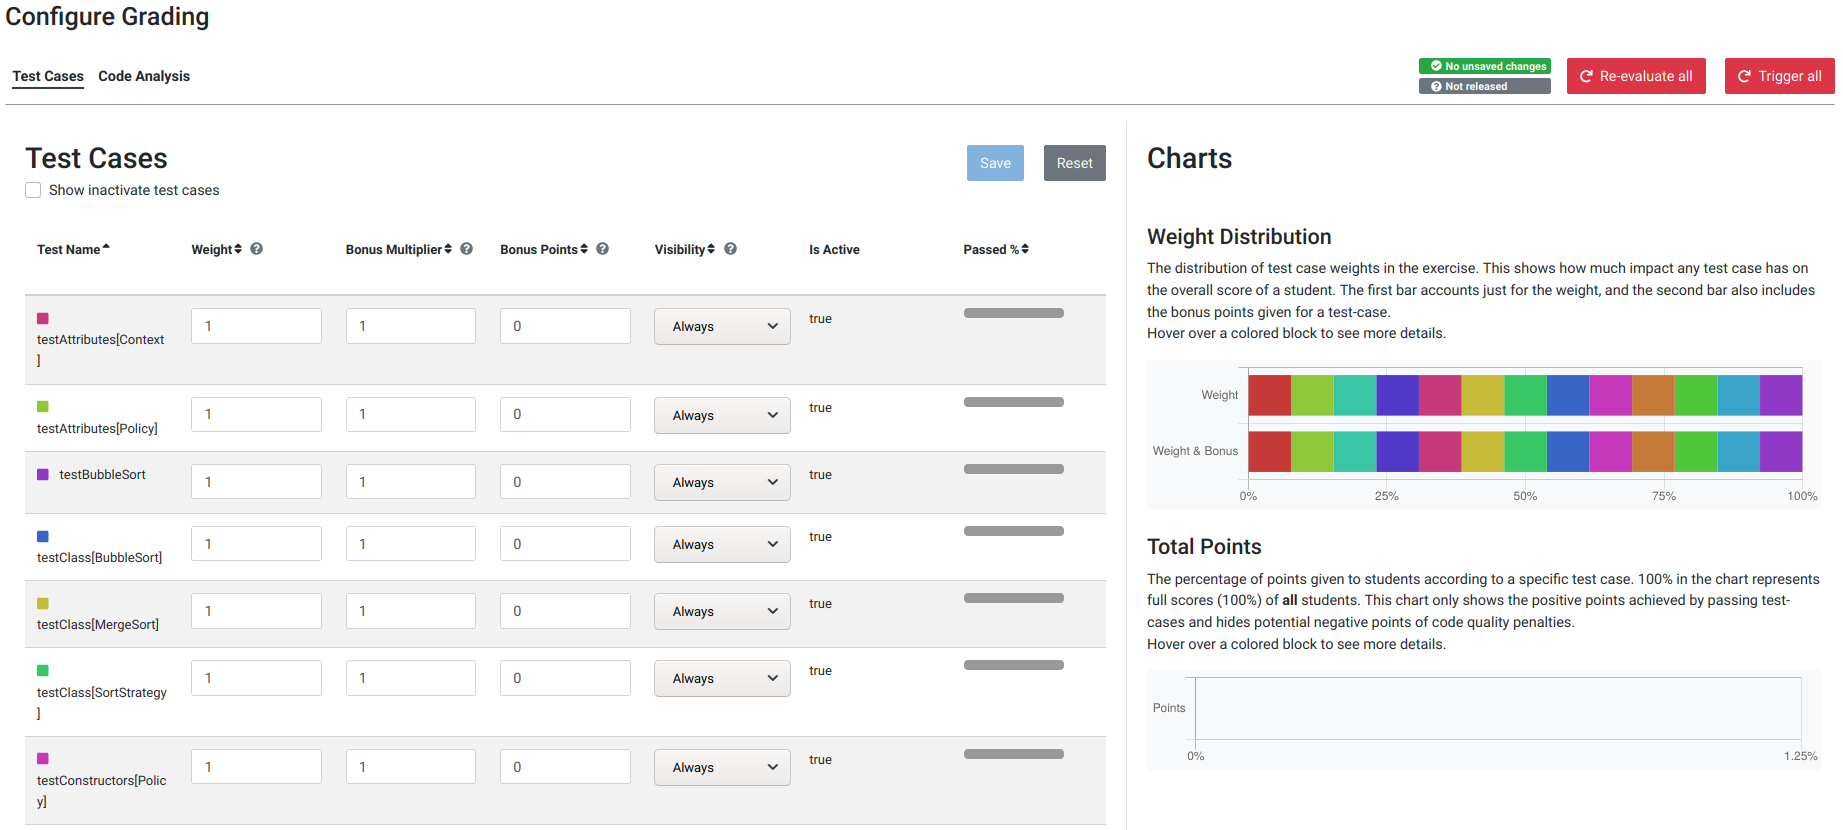 Configure Grading
Test Cases Code Analysis
No unsaved changes
Not released
Re-evaluate all
Trigger all
Test Cases
Save Reset
Show inactivate test cases
Test Name Weight Bonus Multiplier Bonus Points Visibility Is Active Passed %
testAttributes[Context
]
1 1 0 Always true
testAttributes[Policy]
1 1 0 Always true
testBubbleSort 1 1 0 Always true
testClass[BubbleSort]
1 1 0 Always true
testClass[MergeSort]
1 1 0 Always true
testClass[SortStrategy
]
1 1 0 Always true
testConstructors[Polic
y]
1 1 0 Always true
Charts
Weight Distribution
The distribution of test case weights in the exercise. This shows how much impact any test case has on
the overall score of a student. The first bar accounts just for the weight, and the second bar also includes
the bonus points given for a test-case.
Hover over a colored block to see more details.
Weight
Weight & Bonus
0% 25% 50% 75% 100%
Total Points
The percentage of points given to students according to a specific test case. 100% in the chart represents
full scores (100%) of all students. This chart only shows the positive points achieved by passing test-
cases and hides potential negative points of code quality penalties.
Hover over a colored block to see more details.
Points
0% 1.25%